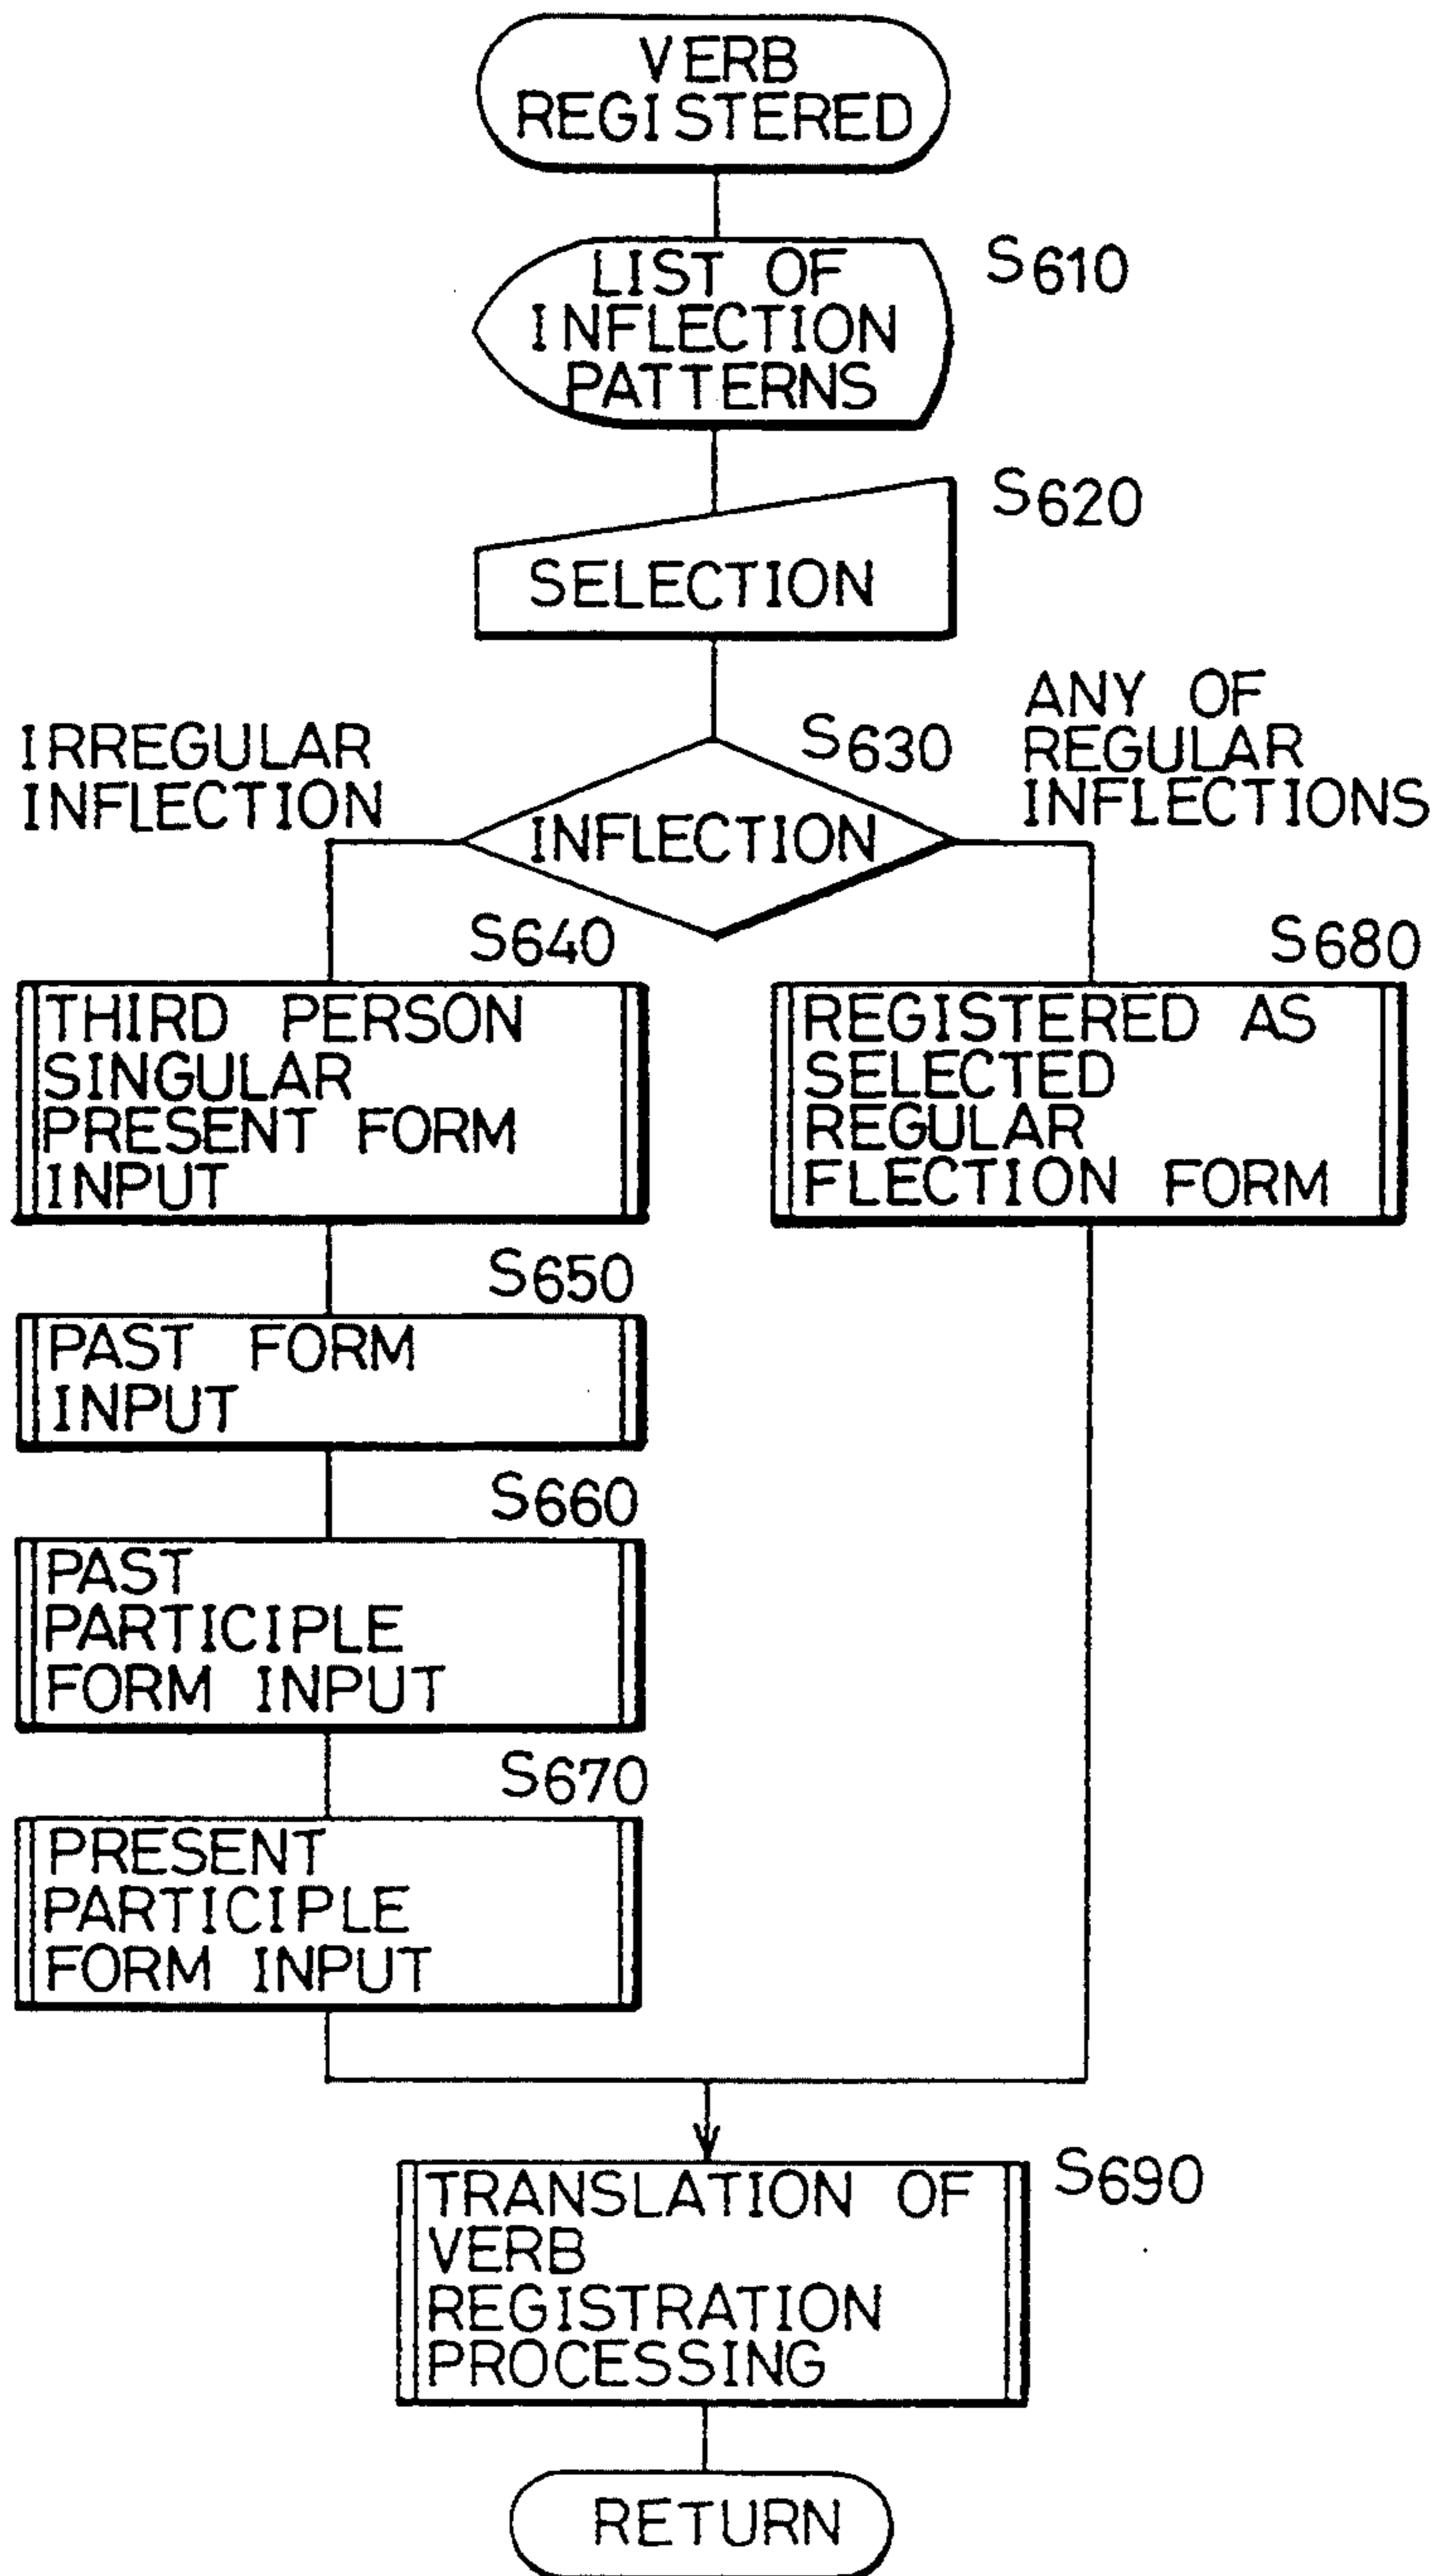 VERB
REGISTERED
LIST OF
INFLECTION
PATTERNS
S610
SELECTION
S620
IRREGULAR
INFLECTION
S630
INFLECTION
ANY OF
REGULAR
INFLECTIONS
S640
THIRD PERSON
SINGULAR
PRESENT FORM
INPUT
S680
REGISTERED AS
SELECTED
REGULAR
FLECTION FORM
S650
PAST FORM
INPUT
S660
PAST
PARTICIPLE
FORM INPUT
S670
PRESENT
PARTICIPLE
FORM INPUT
TRANSLATION OF
VERB
REGISTRATION
PROCESSING
S690
RETURN